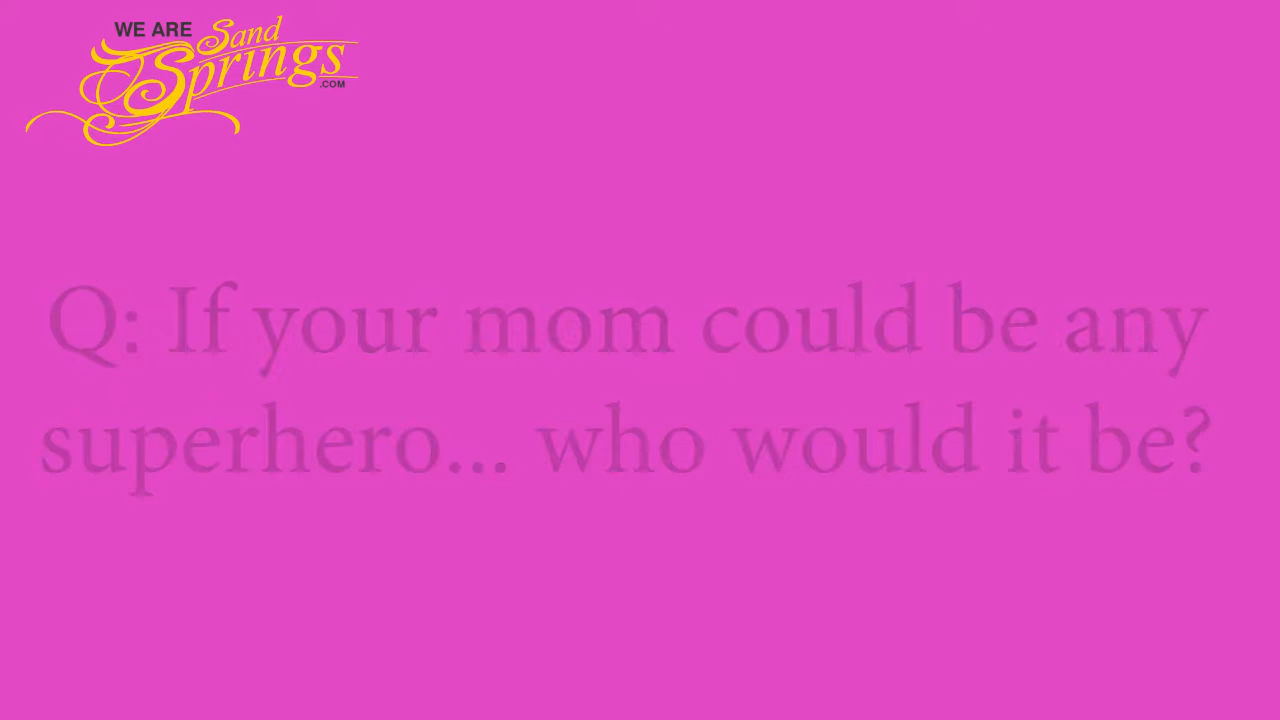 WE ARE Sand
Springs
.COM
Q: If your mom could be any
superhero... who would it be?